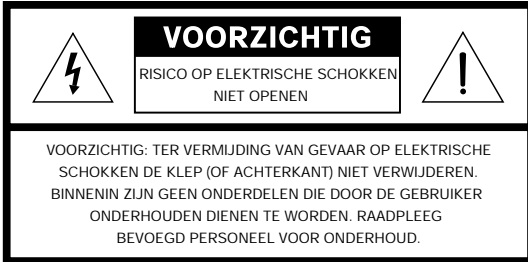 VOORZICHTIG
RISICO OP ELEKTRISCHE SCHOKKEN
NIET OPENEN
VOORZICHTIG: TER VERMIJDING VAN GEVAAR OP ELEKTRISCHE
SCHOKKEN DE KLEP (OF ACHTERKANT) NIET VERWIJDEREN.
BINNENIN ZIJN GEEN ONDERDELEN DIE DOOR DE GEBRUIKER
ONDERHOUDEN DIENEN TE WORDEN. RAADPLEEG
BEVOEGD PERSONEEL VOOR ONDERHOUD.